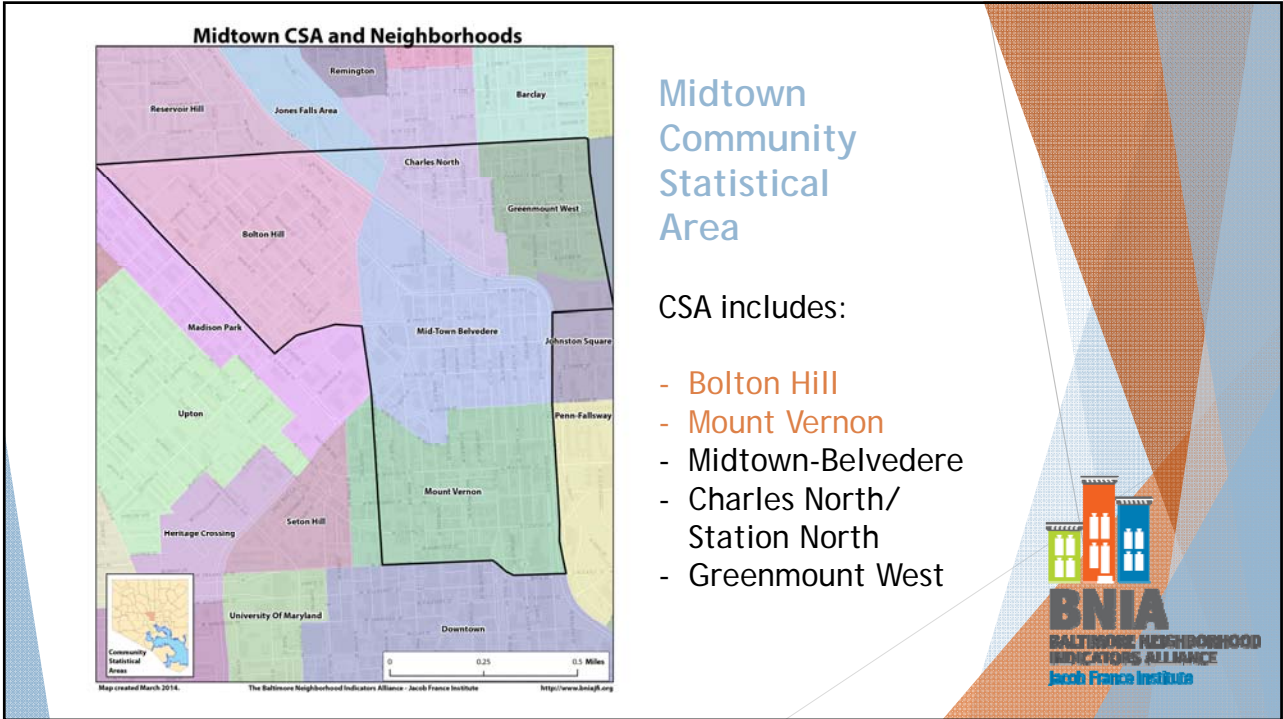 Midtown CSA and Neighborhoods
Remington
Reservoir Hill
Jones Falls Area
Barclay
Charles North
Greenmount West
Bolton Hill
Madison Park
Mid-Town Belvedere
Johnston Square
Upton
Penn-Fallsway
Mount Vernon
Seton Hill
Heritage Crossing
University Of Maryland
Downtown
Community
Statistical
Areas
0 0.25 0.5 Miles
Map created March 2014. The Baltimore Neighborhood Indicators Alliance - Jacob France Institute http://www.bniajfi.org
Midtown
Community
Statistical
Area
CSA includes:
- Bolton Hill
- Mount Vernon
- Midtown-Belvedere
- Charles North/
Station North
- Greenmount West
BNIA
BALTIMORE NEIGHBORHOOD
INDICATORS ALLIANCE
Jacob France Institute